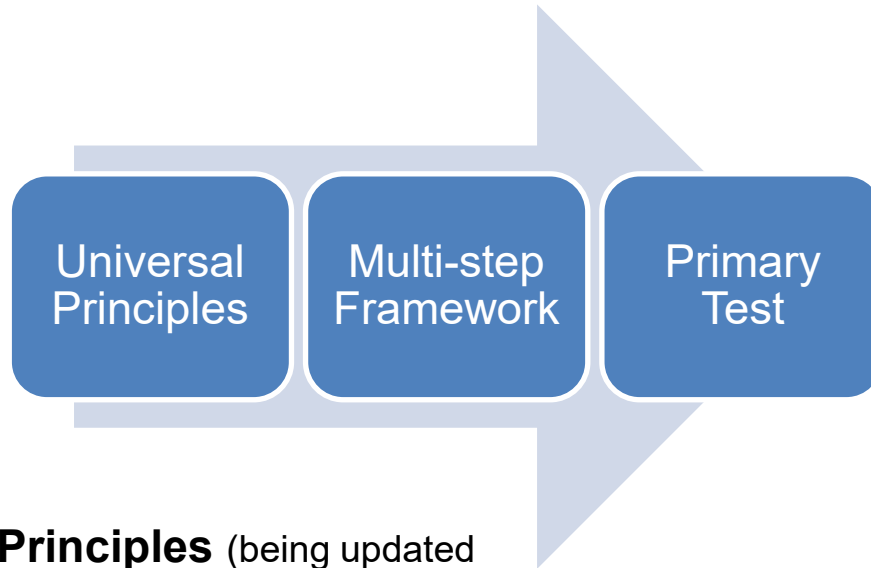 Universal
Principles
Multi-step
Framework
Primary
Test
Principles (being updated